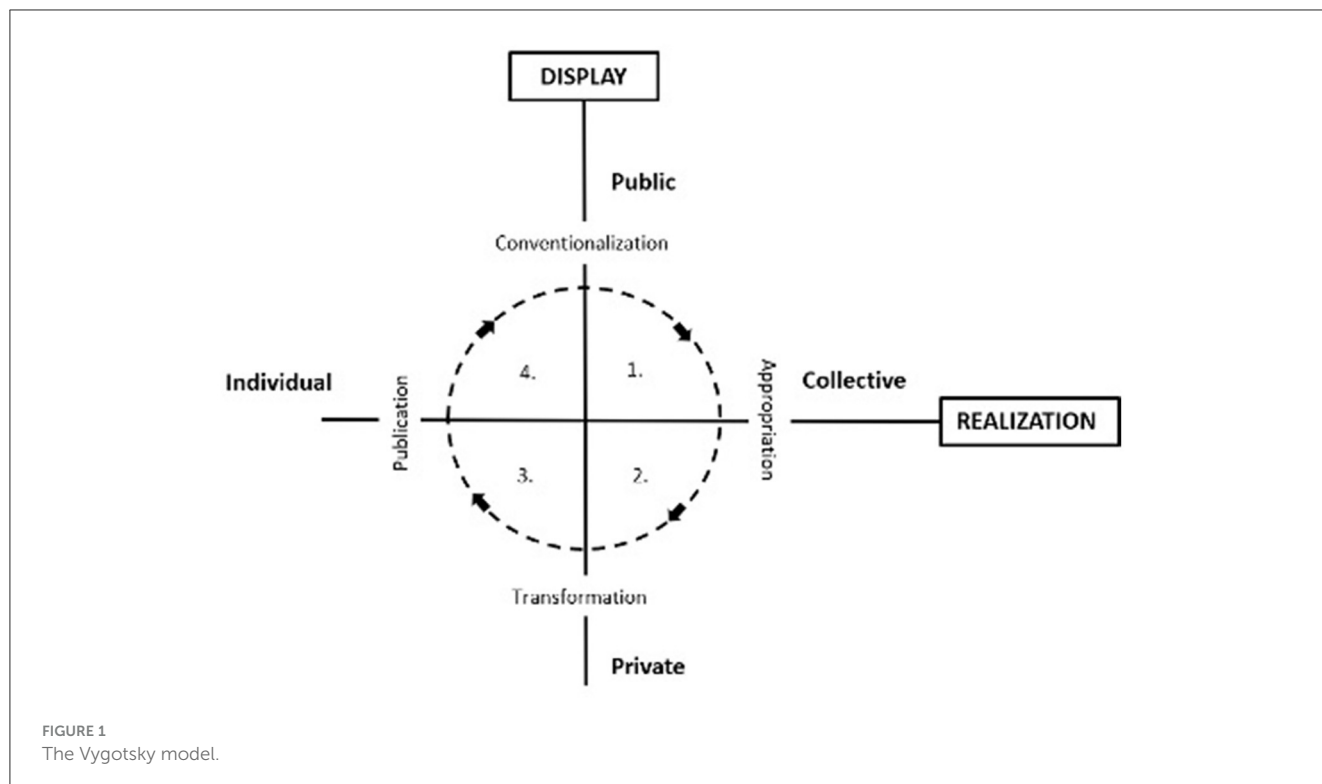 DISPLAY
Public
Conventionalization
4.
1.
Individual
Publication
Appropriation
Collective
REALIZATION
3.
2.
Transformation
Private
FIGURE 1
The Vygotsky model.